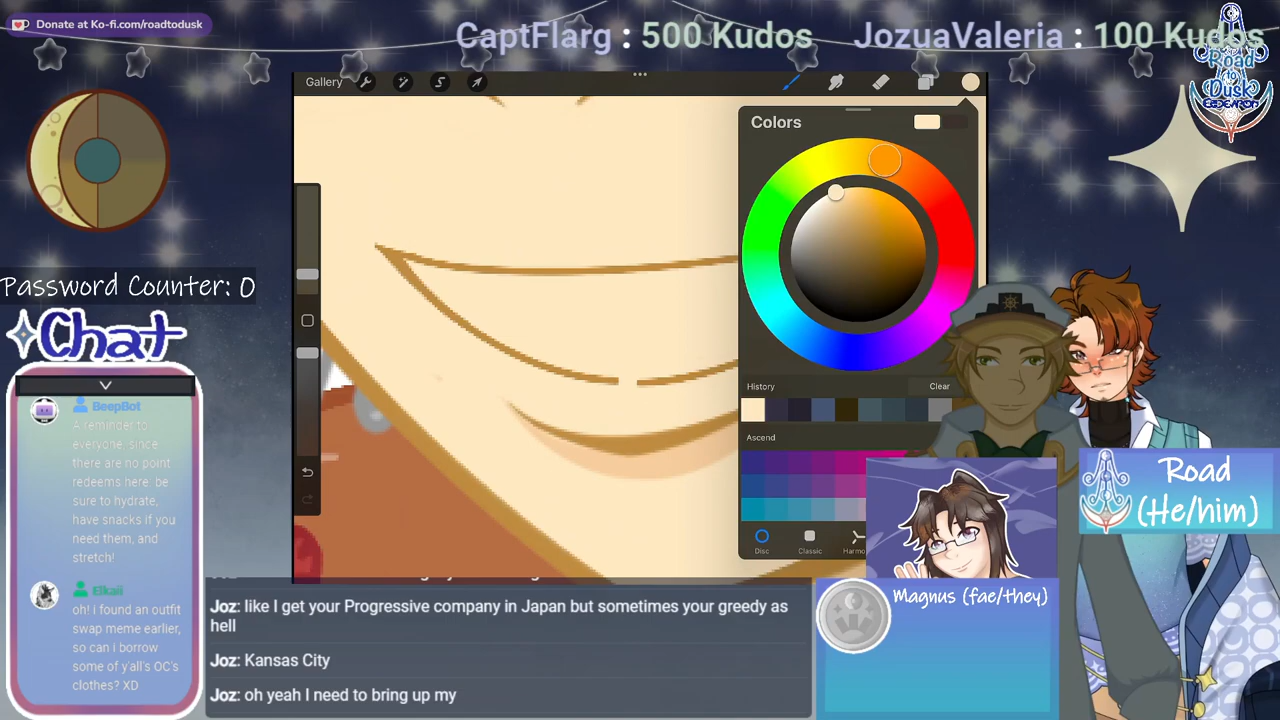 Donate at Ko-fi.com/roadtodusk
CaptFlarg : 500 Kudos JozuaValeria : 100 Kudos
Road
to
Dusk
Gallery
Colors
Password Counter: 0
Chat
History
Clear
Ascend
Disc
Classic
Harmo
BeepBot
A reminder to
everyone, since
there are no point
redeems here: be
sure to hydrate,
have snacks if you
need them, and
stretch!
Elkaii
oh! i found an outfit
swap meme earlier,
so can i borrow
some of y'all's OC's
clothes? XD
Joz: like I get your Progressive company in Japan but sometimes your greedy as
hell
Joz: Kansas City
Joz: oh yeah I need to bring up my
Road
(He/him)
Magnus (fae/they)